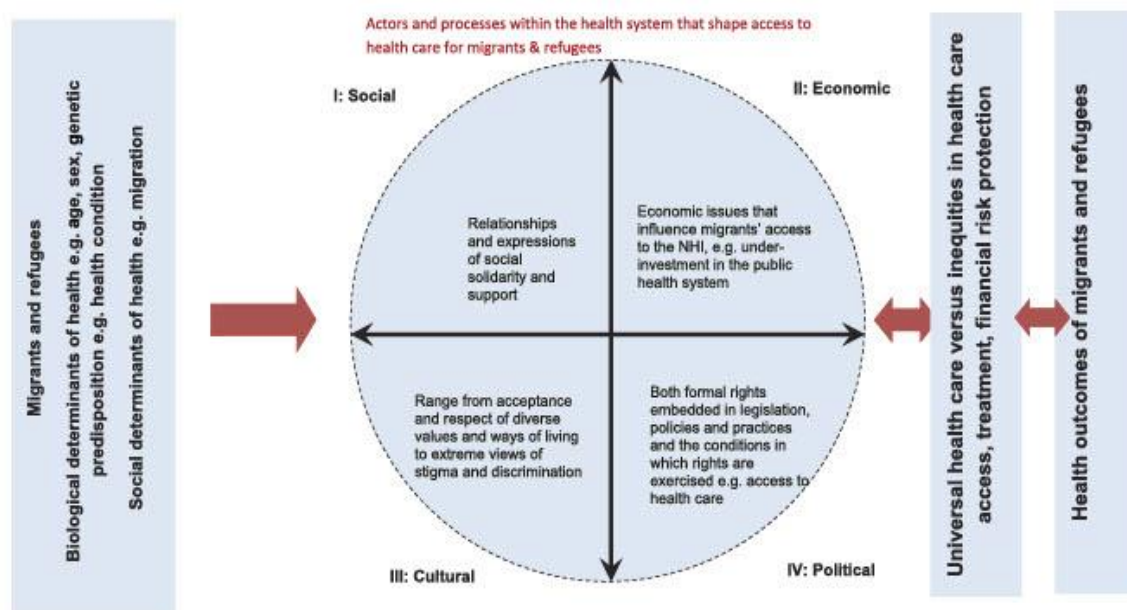 Migrants and refugees
Biological determinants of health e.g. age, sex, genetic
predisposition e.g. health condition
Social determinants of health e.g. migration
Actors and processes within the health system that shape access to
health care for migrants & refugees
I: Social
II: Economic
Relationships
and expressions
of social
solidarity and
support
Economic issues that
influence migrants' access
to the NHI, e.g. under-
investment in the public
health system
Range from acceptance
and respect of diverse
values and ways of living
to extreme views of
stigma and discrimination
Both formal rights
embedded in legislation,
policies and practices
and the conditions in
which rights are
exercised e.g. access to
health care
III: Cultural
IV: Political
Universal health care versus inequities in health care
access, treatment, financial risk protection
Health outcomes of migrants and refugees